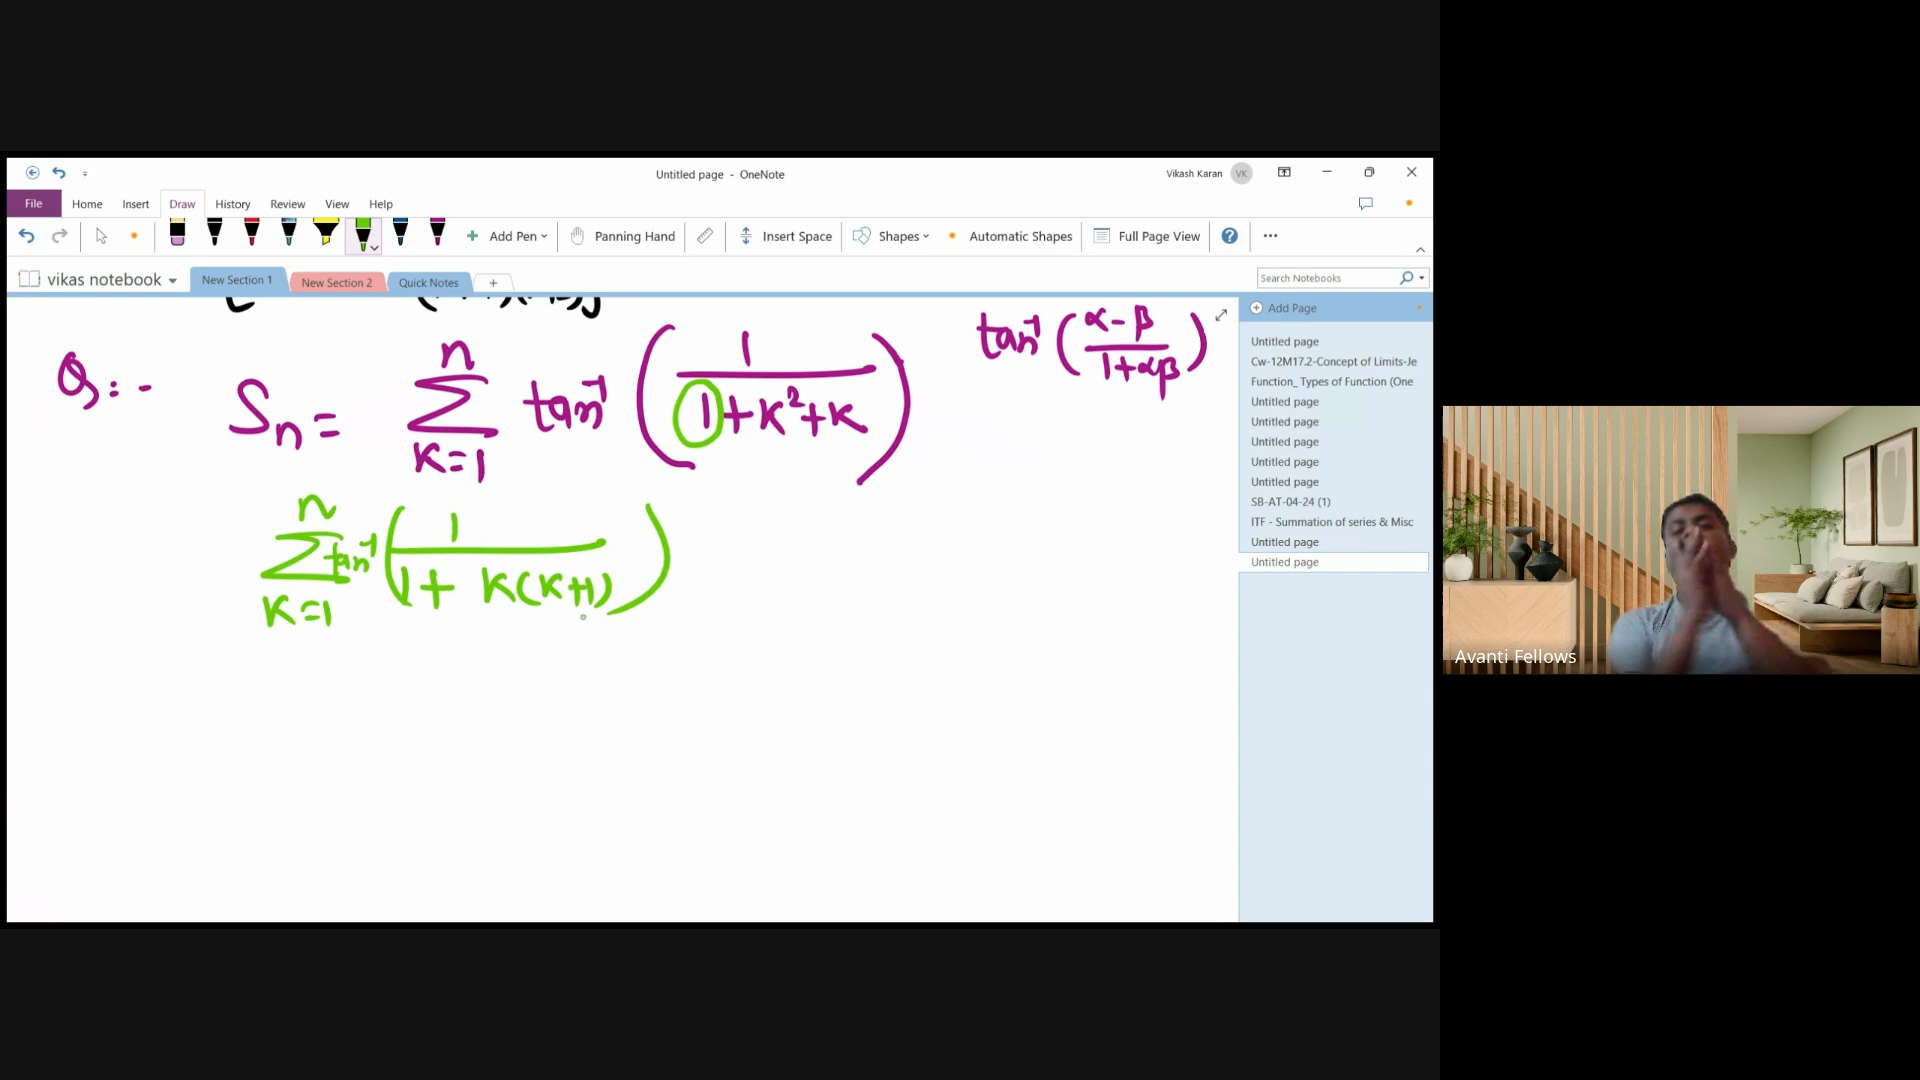 Untitled page - OneNote
Vikash Karan VK
File Home Insert Draw History Review View Help
Add Pen Panning Hand Insert Space Shapes Automatic Shapes Full Page View
vikas notebook New Section 1 New Section 2 Quick Notes
Search Notebooks
Add Page
Untitled page
Cw-12M17.2-Concept of Limits-Je
Function_ Types of Function (One
Untitled page
Untitled page
Untitled page
Untitled page
Untitled page
SB-AT-04-24 (1)
ITF - Summation of series & Misc
Untitled page
Untitled page
tan⁻¹ ( α-β / 1+αβ )
Q:- Sn = n Σ K=1 tan⁻¹ ( 1 / 1+K²+K )
n Σ K=1 tan⁻¹ ( 1 / 1+ K(K+1) )
Avanti Fellows